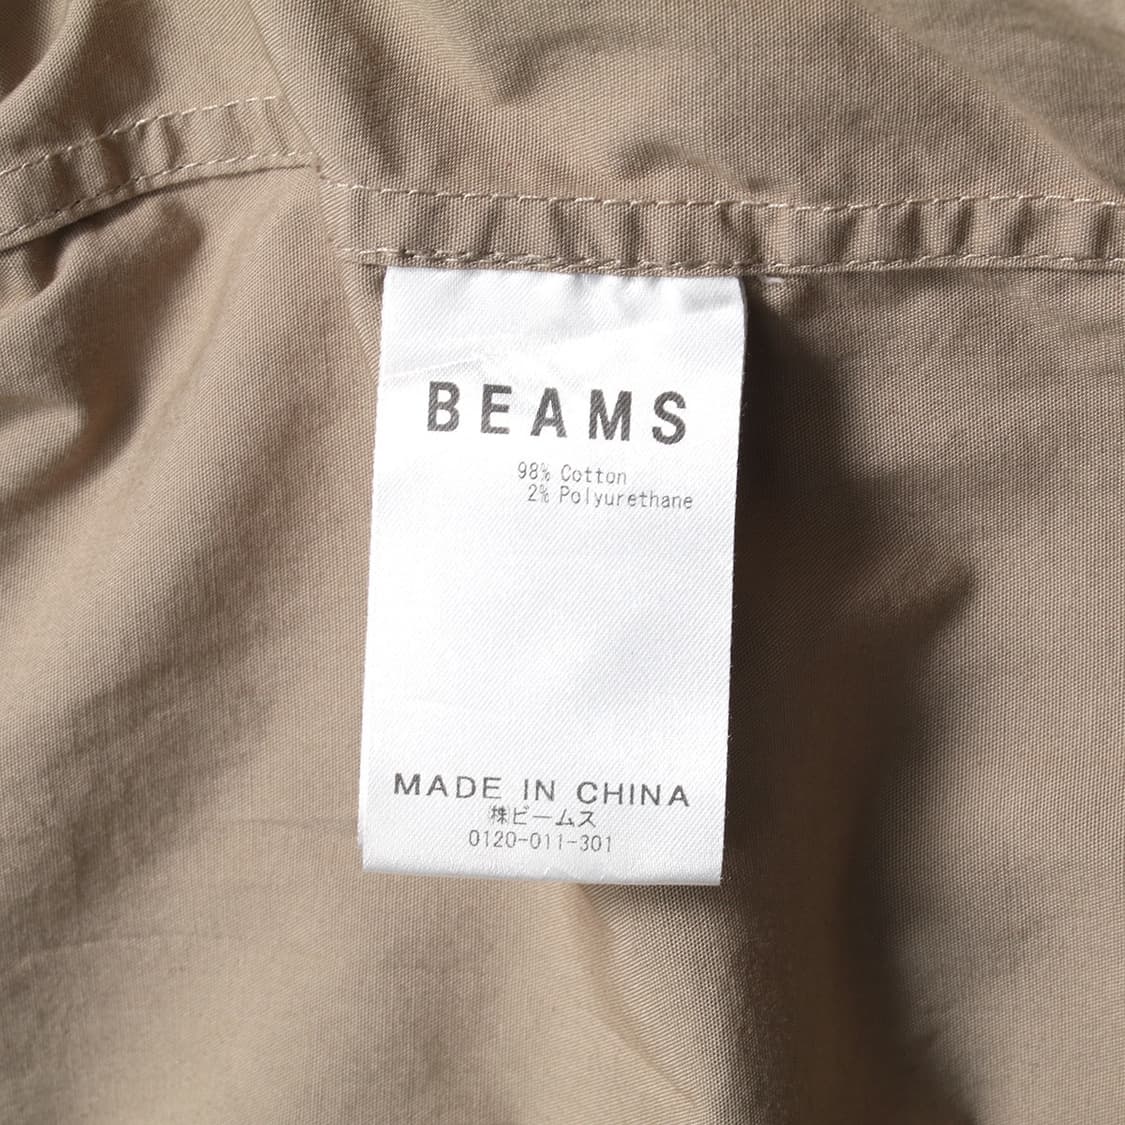 BEAMS
98% Cotton
2% Polyurethane
MADE IN CHINA
㈱ビームス
0120-011-301